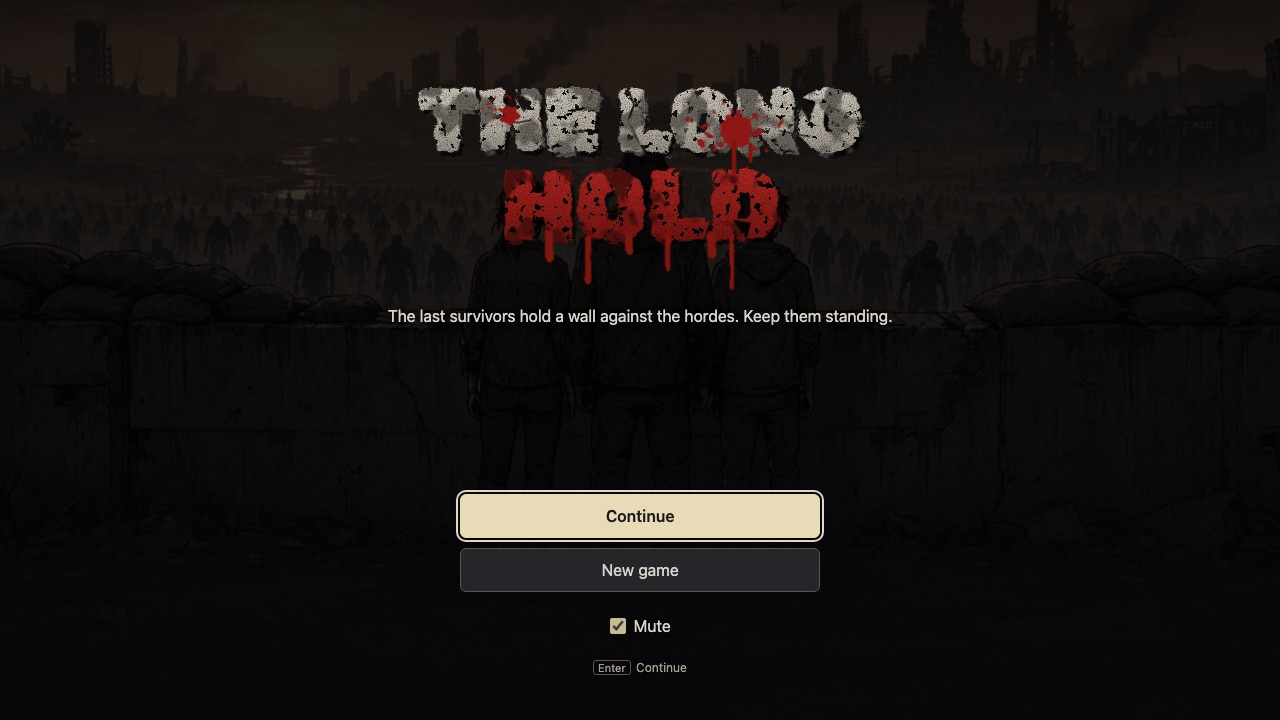 THE LONG
HOLD
The last survivors hold a wall against the hordes. Keep them standing.
Continue
New game
Mute
Enter Continue